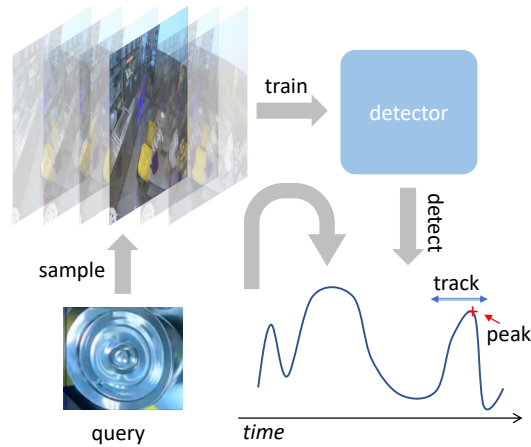 train
detector
detect
sample
track
peak
query
time